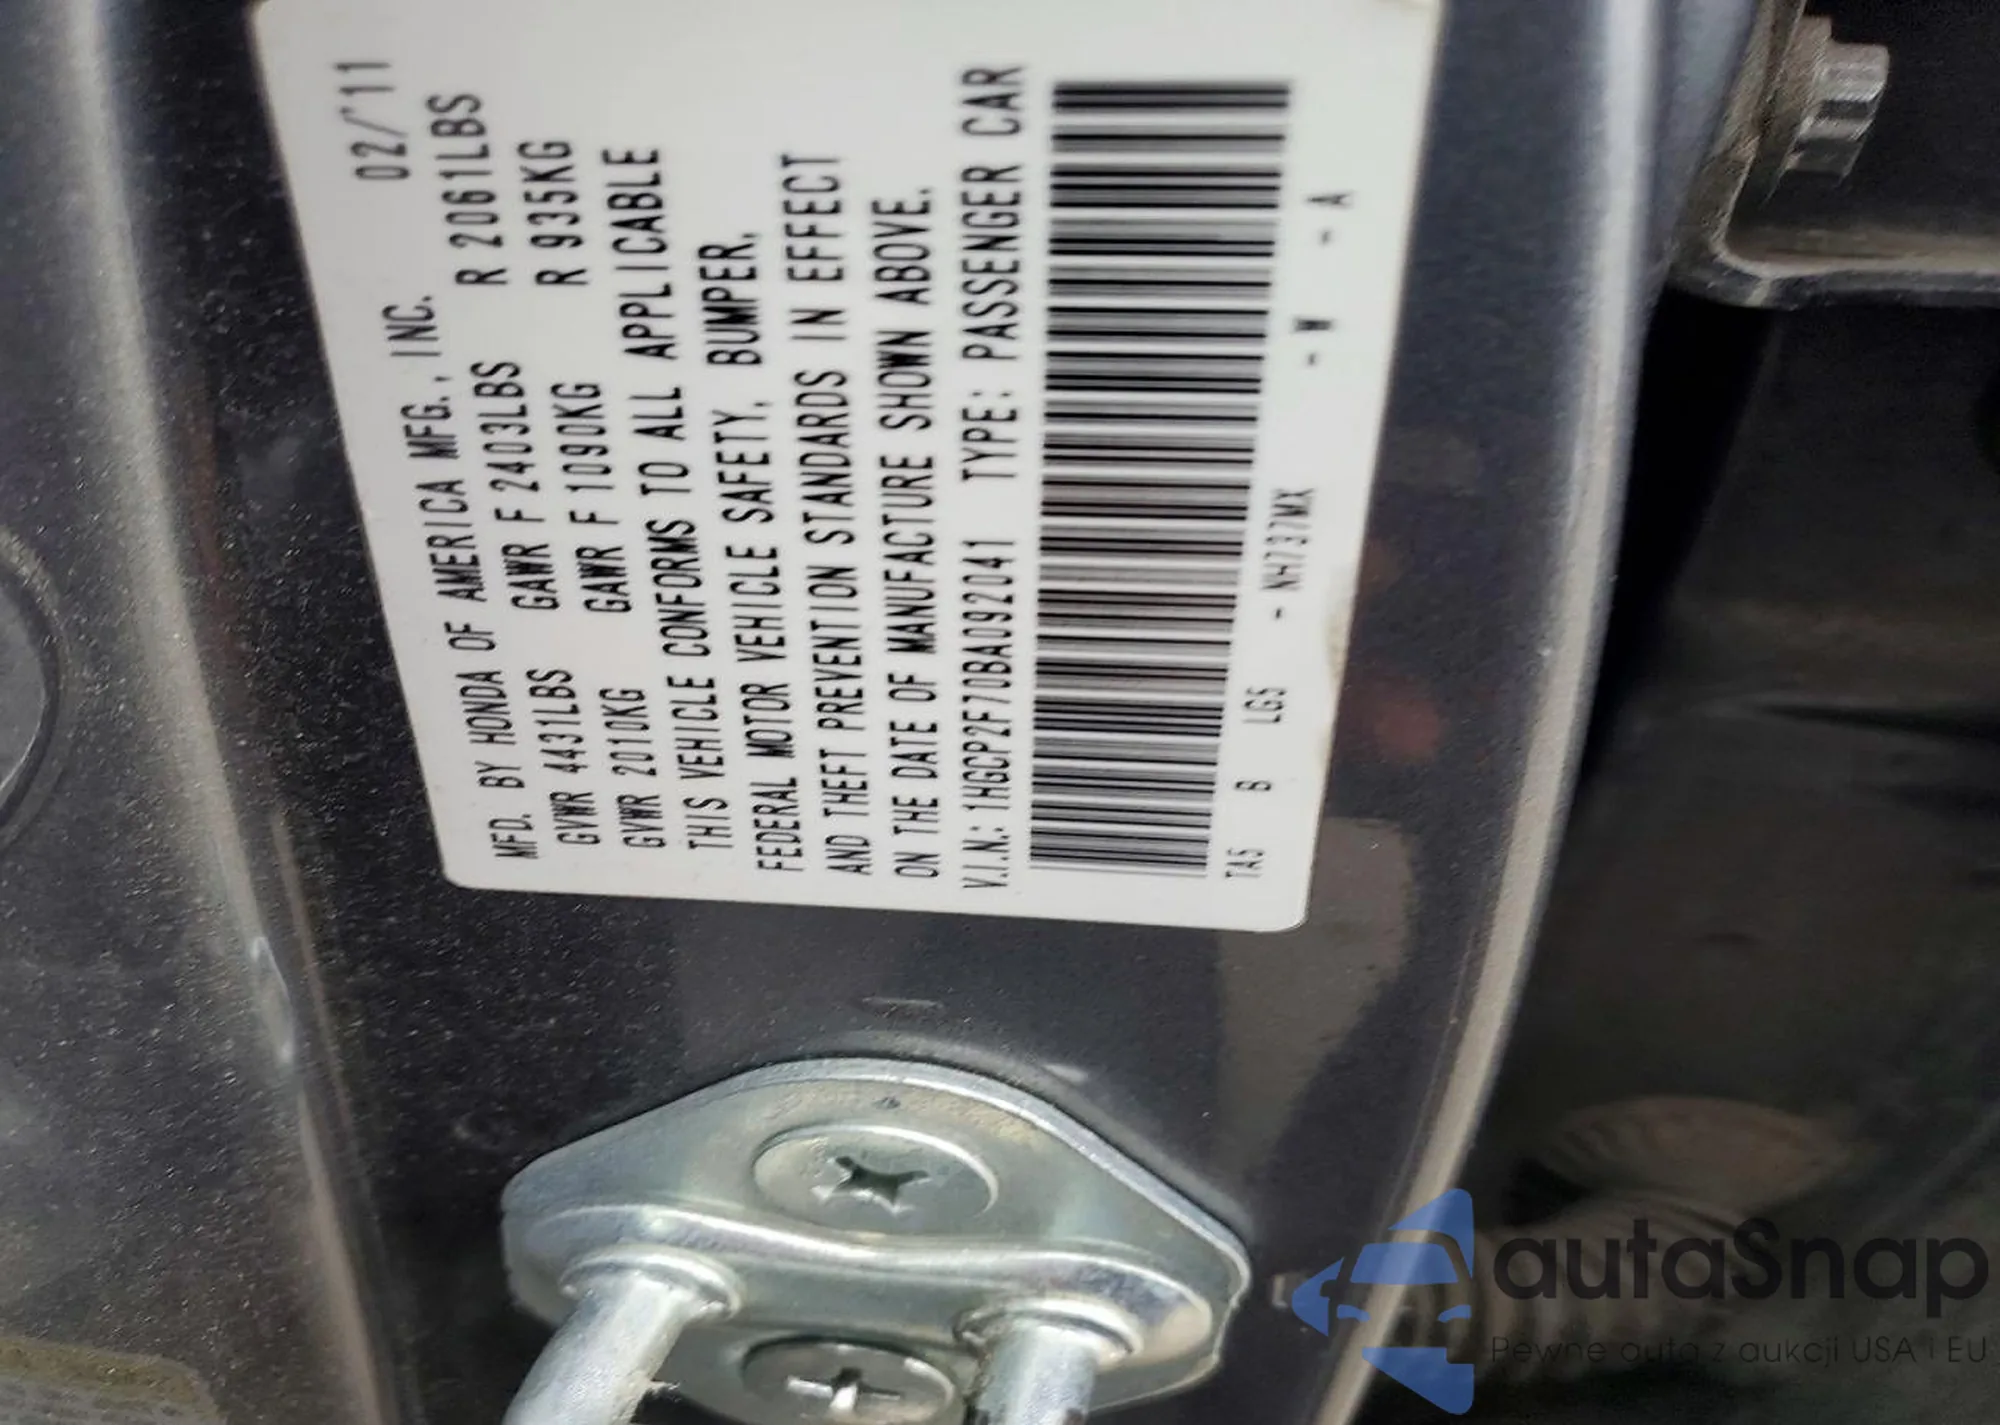 MFD. BY HONDA OF AMERICA MFG., INC. 02/'11
GVWR 4431LBS GAWR F 2403LBS R 2061LBS
GVWR 2010KG GAWR F 1090KG R 935KG
THIS VEHICLE CONFORMS TO ALL APPLICABLE
FEDERAL MOTOR VEHICLE SAFETY, BUMPER,
AND THEFT PREVENTION STANDARDS IN EFFECT
ON THE DATE OF MANUFACTURE SHOWN ABOVE.
V.I.N.: 1HGCP2F70BA092041 TYPE: PASSENGER CAR
TA5 B LG5 - NH737MX - W - A
autoSnap
Pewne auta z aukcji USA i EU